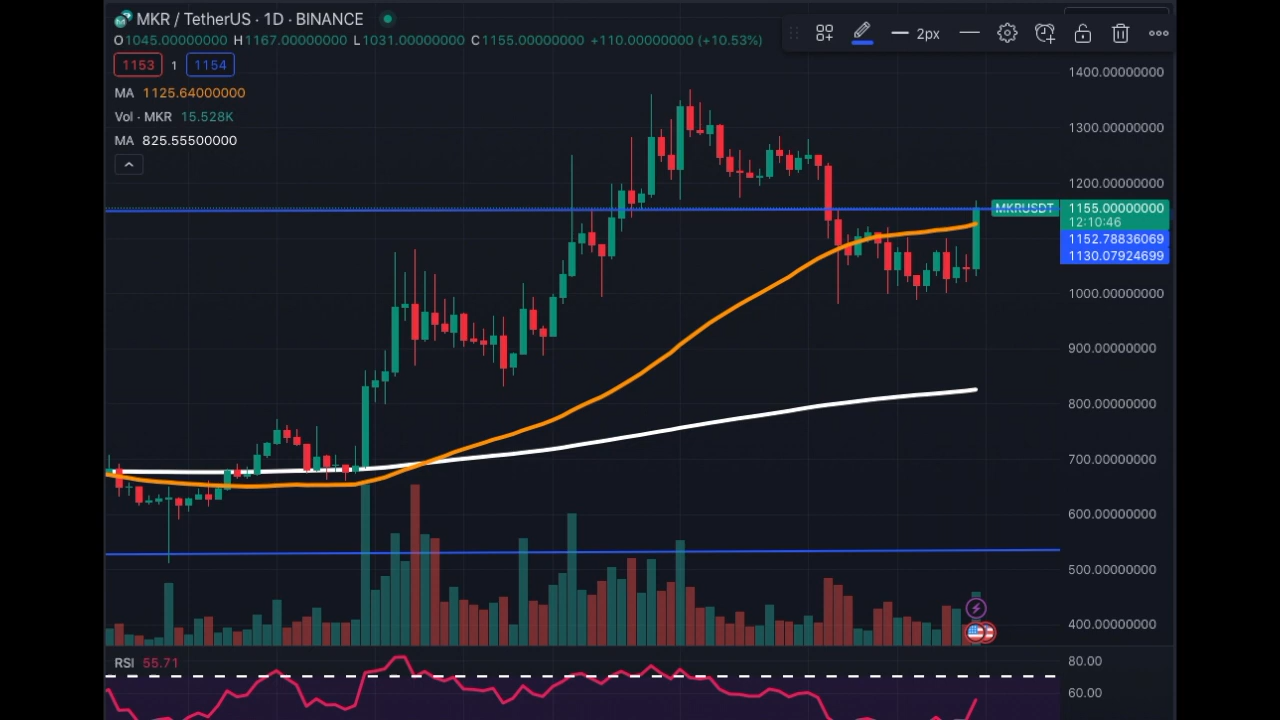 MKR / TetherUS · 1D · BINANCE
O1045.00000000 H1167.00000000 L1031.00000000 C1155.00000000 +110.00000000 (+10.53%)
2px
1153 1 1154
MA 1125.64000000
Vol · MKR 15.528K
MA 825.55500000
1400.00000000
1300.00000000
1200.00000000
MKRUSDT 1155.00000000
12:10:46
1152.78836069
1130.07924699
1000.00000000
900.00000000
800.00000000
700.00000000
600.00000000
500.00000000
400.00000000
RSI 55.71
80.00
60.00